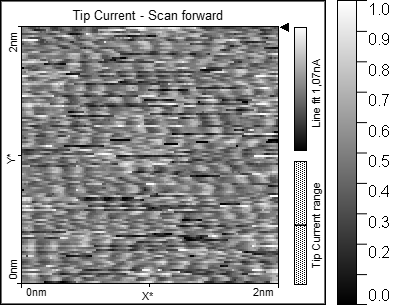 Tip Current - Scan forward
2nm
Y*
0nm
0nm
X*
2nm
Line fit 1,07nA
Tip Current range
1.0
0.9
0.8
0.7
0.6
0.5
0.4
0.3
0.2
0.1
0.0